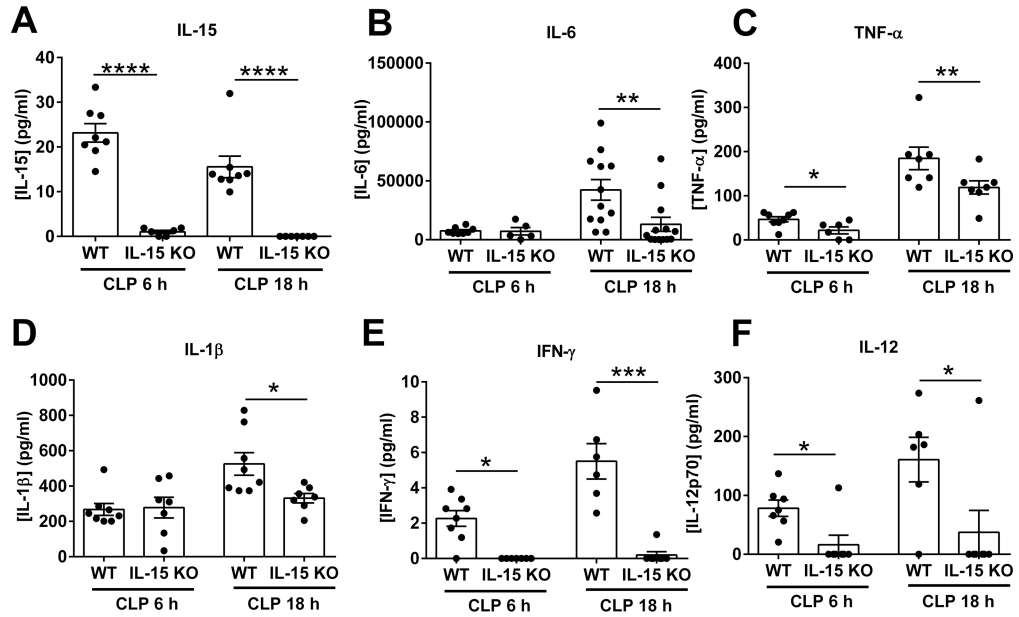 A
IL-15
****
****
[IL-15] (pg/ml)
40
30
20
10
0
WT IL-15 KO WT IL-15 KO
CLP 6 h CLP 18 h
B
IL-6
**
[IL-6] (pg/ml)
150000
100000
50000
0
WT IL-15 KO WT IL-15 KO
CLP 6 h CLP 18 h
C
TNF-α
*
**
[TNF-α] (pg/ml)
400
300
200
100
0
WT IL-15 KO WT IL-15 KO
CLP 6 h CLP 18 h
D
IL-1β
*
[IL-1β] (pg/ml)
1000
800
600
400
200
0
WT IL-15 KO WT IL-15 KO
CLP 6 h CLP 18 h
E
IFN-γ
*
***
[IFN-γ] (pg/ml)
10
8
6
4
2
0
WT IL-15 KO WT IL-15 KO
CLP 6 h CLP 18 h
F
IL-12
*
*
[IL-12p70] (pg/ml)
300
200
100
0
WT IL-15 KO WT IL-15 KO
CLP 6 h CLP 18 h